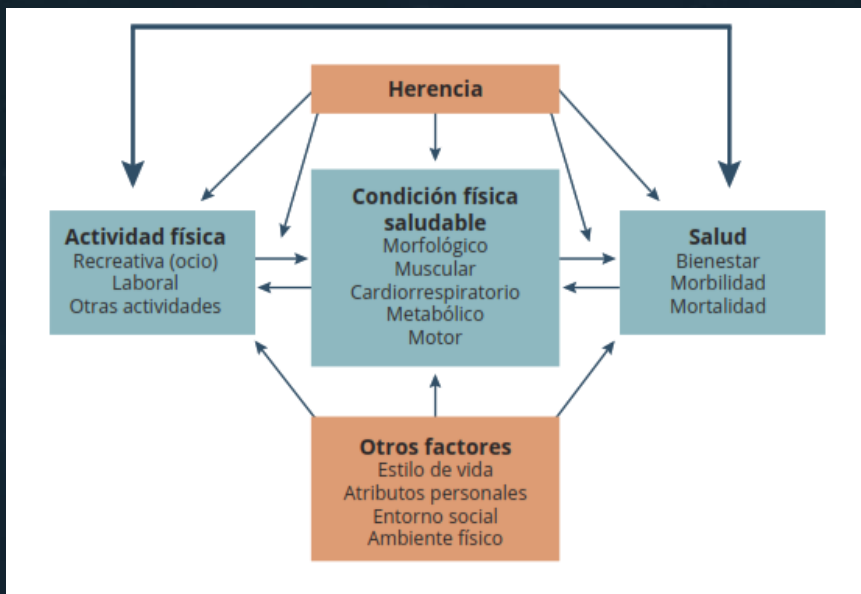 Herencia
Actividad física
Recreativa (ocio)
Laboral
Otras actividades
Condición física
saludable
Morfológico
Muscular
Cardiorrespiratorio
Metabólico
Motor
Salud
Bienestar
Morbilidad
Mortalidad
Otros factores
Estilo de vida
Atributos personales
Entorno social
Ambiente físico